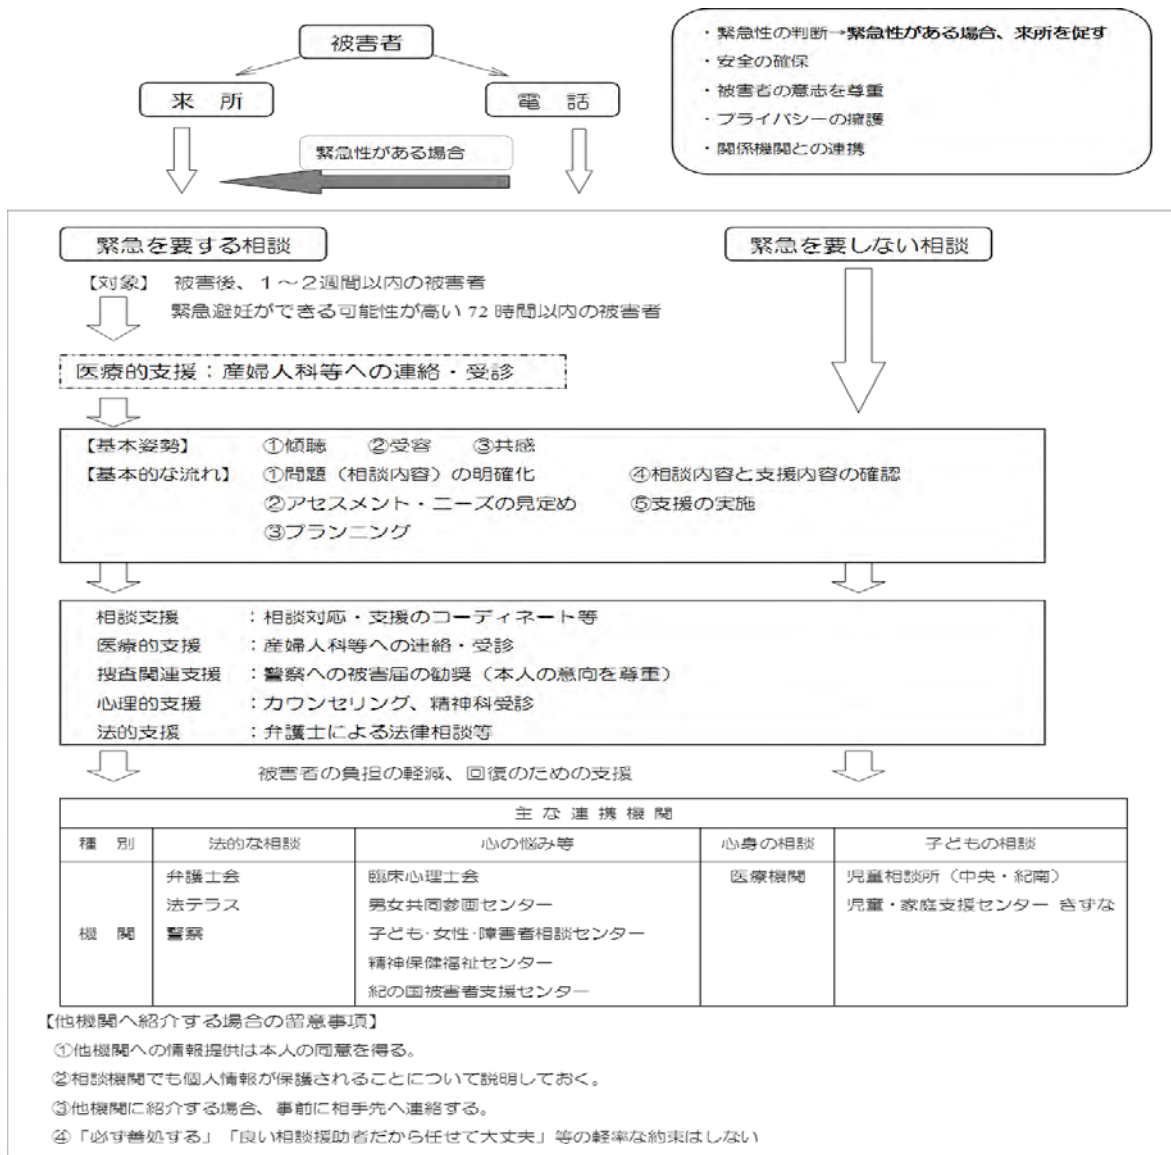 被害者
来 所
電 話
緊急性がある場合
・緊急性の判断→緊急性がある場合、来所を促す
・安全の確保
・被害者の意志を尊重
・プライバシーの擁護
・関係機関との連携
緊急を要する相談
緊急を要しない相談
【対象】 被害後、1～2週間以内の被害者
緊急避妊ができる可能性が高い 72 時間以内の被害者
医療的支援：産婦人科等への連絡・受診
【基本姿勢】 ①傾聴 ②受容 ③共感
【基本的な流れ】 ①問題（相談内容）の明確化 ④相談内容と支援内容の確認
②アセスメント・ニーズの見定め ⑤支援の実施
③プランニング
相談支援 ：相談対応・支援のコーディネート等
医療的支援 ：産婦人科等への連絡・受診
捜査関連支援 ：警察への被害届の勧奨（本人の意向を尊重）
心理的支援 ：カウンセリング、精神科受診
法的支援 ：弁護士による法律相談等
被害者の負担の軽減、回復のための支援
主 な 連 携 機 関
種 別 法的な相談 心の悩み等 心身の相談 子どもの相談
弁護士会 臨床心理士会 医療機関 児童相談所（中央・紀南）
法テラス 男女共同参画センター 児童・家庭支援センター きずな
機 関 警察 子ども・女性・障害者相談センター
精神保健福祉センター
紀の国被害者支援センター
【他機関へ紹介する場合の留意事項】
①他機関への情報提供は本人の同意を得る。
②相談機関でも個人情報が保護されることについて説明しておく。
③他機関に紹介する場合、事前に相手先へ連絡する。
④「必ず善処する」「良い相談援助者だから任せて大丈夫」等の軽率な約束はしない